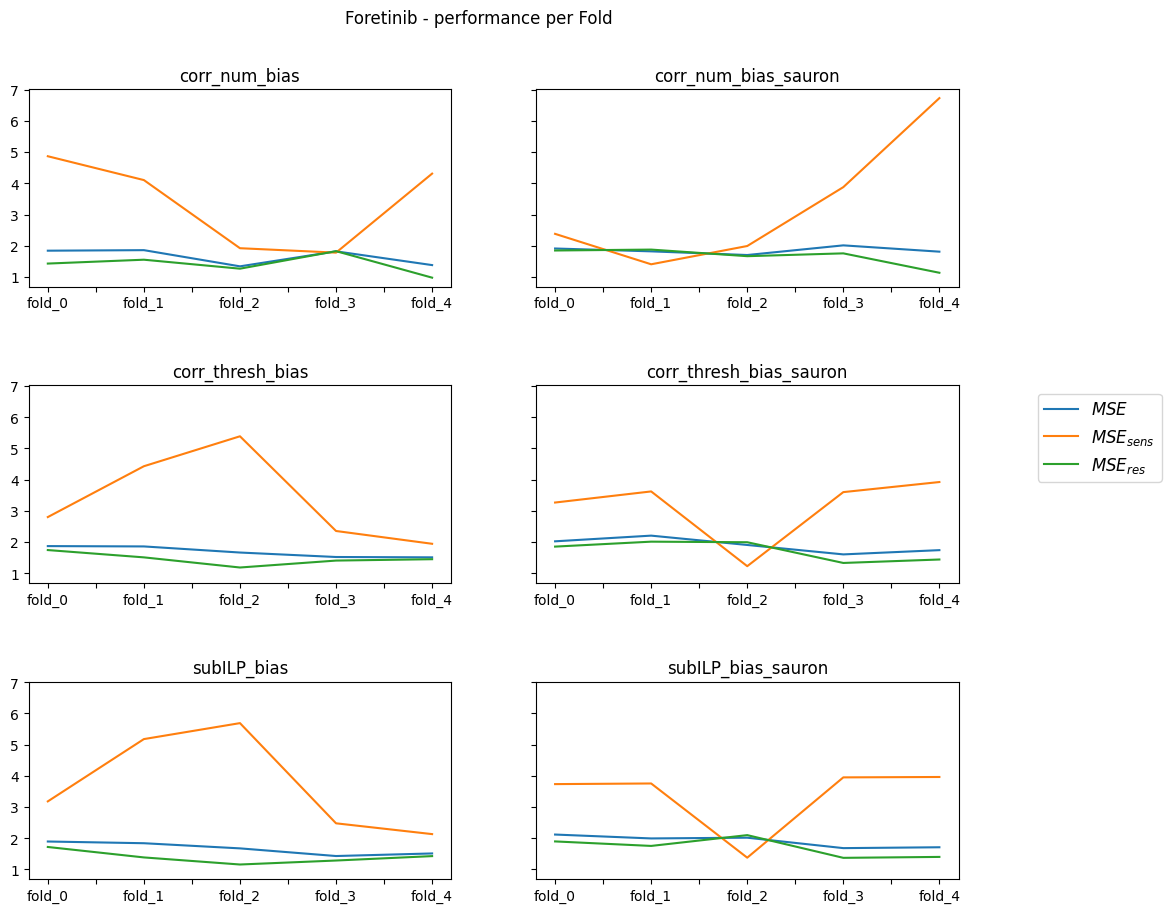 Foretinib - performance per Fold
corr_num_bias
corr_num_bias_sauron
7
6
5
4
3
2
1
fold_0 fold_1 fold_2 fold_3 fold_4
fold_0 fold_1 fold_2 fold_3 fold_4
corr_thresh_bias
corr_thresh_bias_sauron
7
6
5
4
3
2
1
fold_0 fold_1 fold_2 fold_3 fold_4
fold_0 fold_1 fold_2 fold_3 fold_4
MSE
MSE_sens
MSE_res
subILP_bias
subILP_bias_sauron
7
6
5
4
3
2
1
fold_0 fold_1 fold_2 fold_3 fold_4
fold_0 fold_1 fold_2 fold_3 fold_4